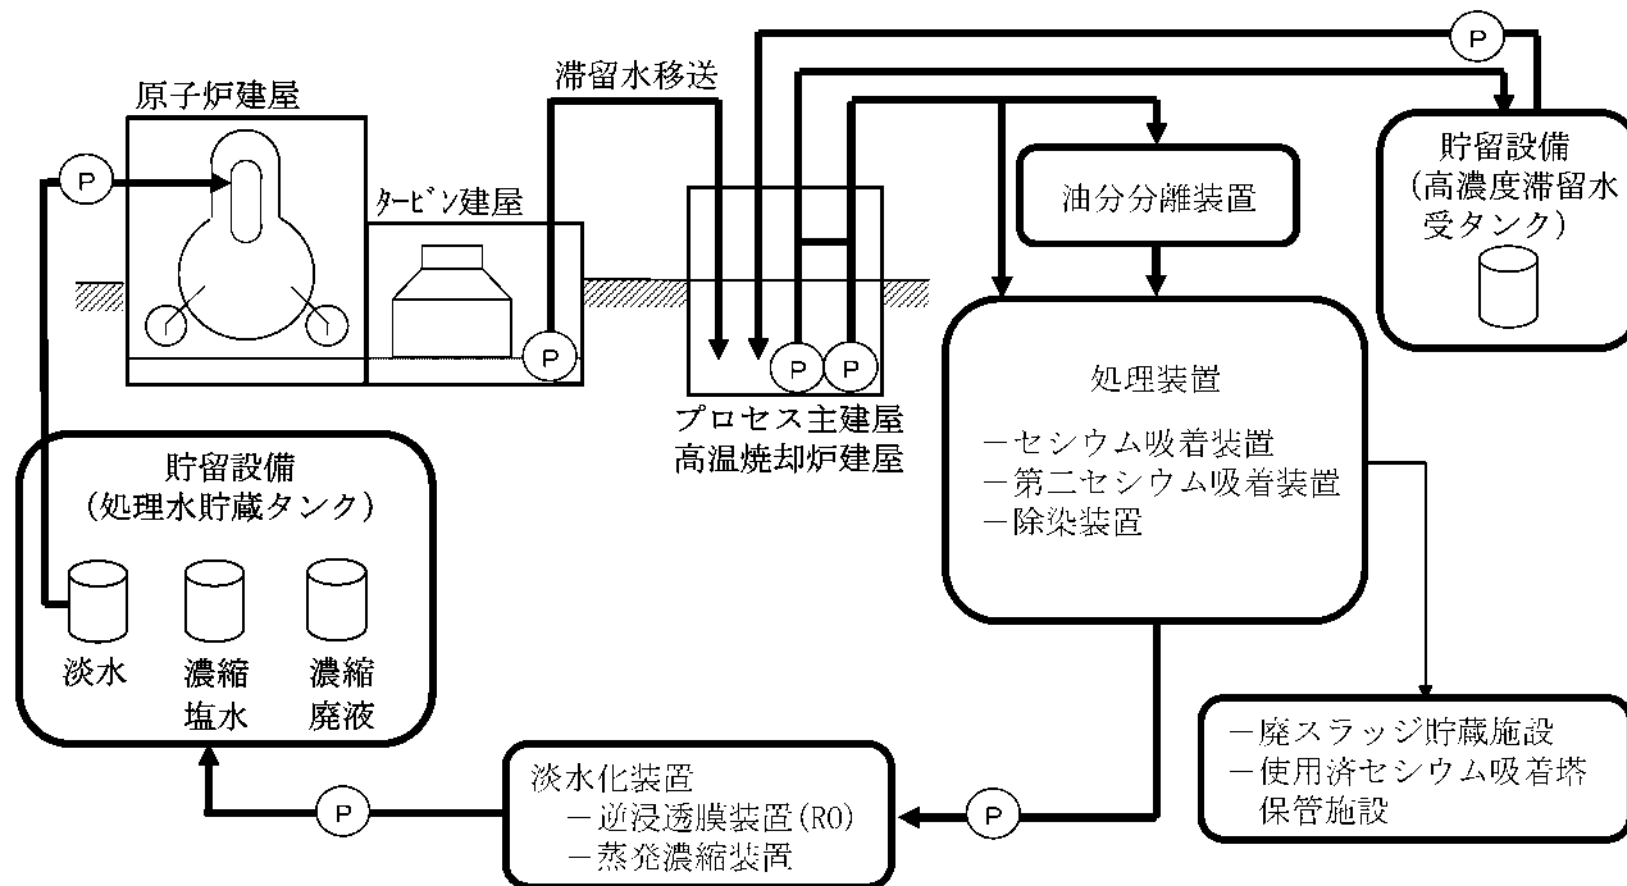 滞留水移送
P
原子炉建屋
P
ﾀｰﾋﾞﾝ建屋
P
P
P
プロセス主建屋
高温焼却炉建屋
油分分離装置
貯留設備
(高濃度滞留水
受タンク)
処理装置
－セシウム吸着装置
－第二セシウム吸着装置
－除染装置
貯留設備
(処理水貯蔵タンク)
淡水
濃縮
塩水
濃縮
廃液
P
淡水化装置
－逆浸透膜装置(RO)
－蒸発濃縮装置
P
－廃スラッジ貯蔵施設
－使用済セシウム吸着塔
保管施設